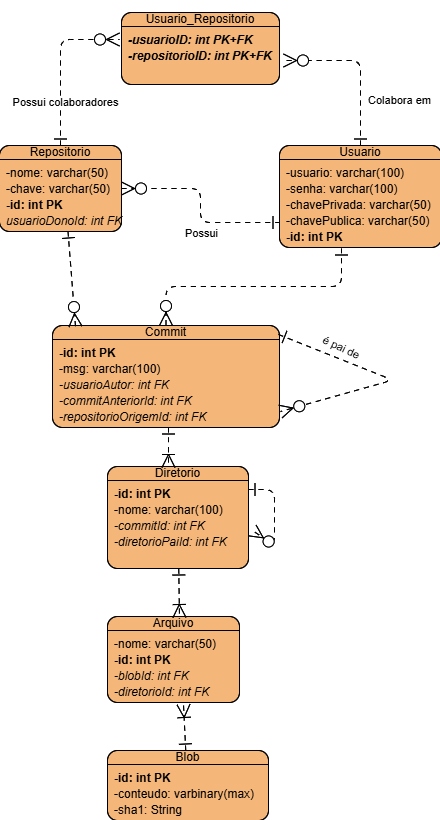 Usuario_Repositorio
-usuarioID: int PK+FK
-repositorioID: int PK+FK
Possui colaboradores
Colabora em
Repositorio
-nome: varchar(50)
-chave: varchar(50)
-id: int PK
usuarioDonoId: int FK
Usuario
-usuario: varchar(100)
-senha: varchar(100)
-chavePrivada: varchar(50)
-chavePublica: varchar(50)
-id: int PK
Possui
Commit
-id: int PK
-msg: varchar(100)
-usuarioAutor: int FK
-commitAnteriorId: int FK
-repositorioOrigemId: int FK
é pai de
Diretorio
-id: int PK
-nome: varchar(100)
-commitId: int FK
-diretorioPaiId: int FK
Arquivo
-nome: varchar(50)
-id: int PK
-blobId: int FK
-diretorioId: int FK
Blob
-id: int PK
-conteudo: varbinary(max)
-sha1: String